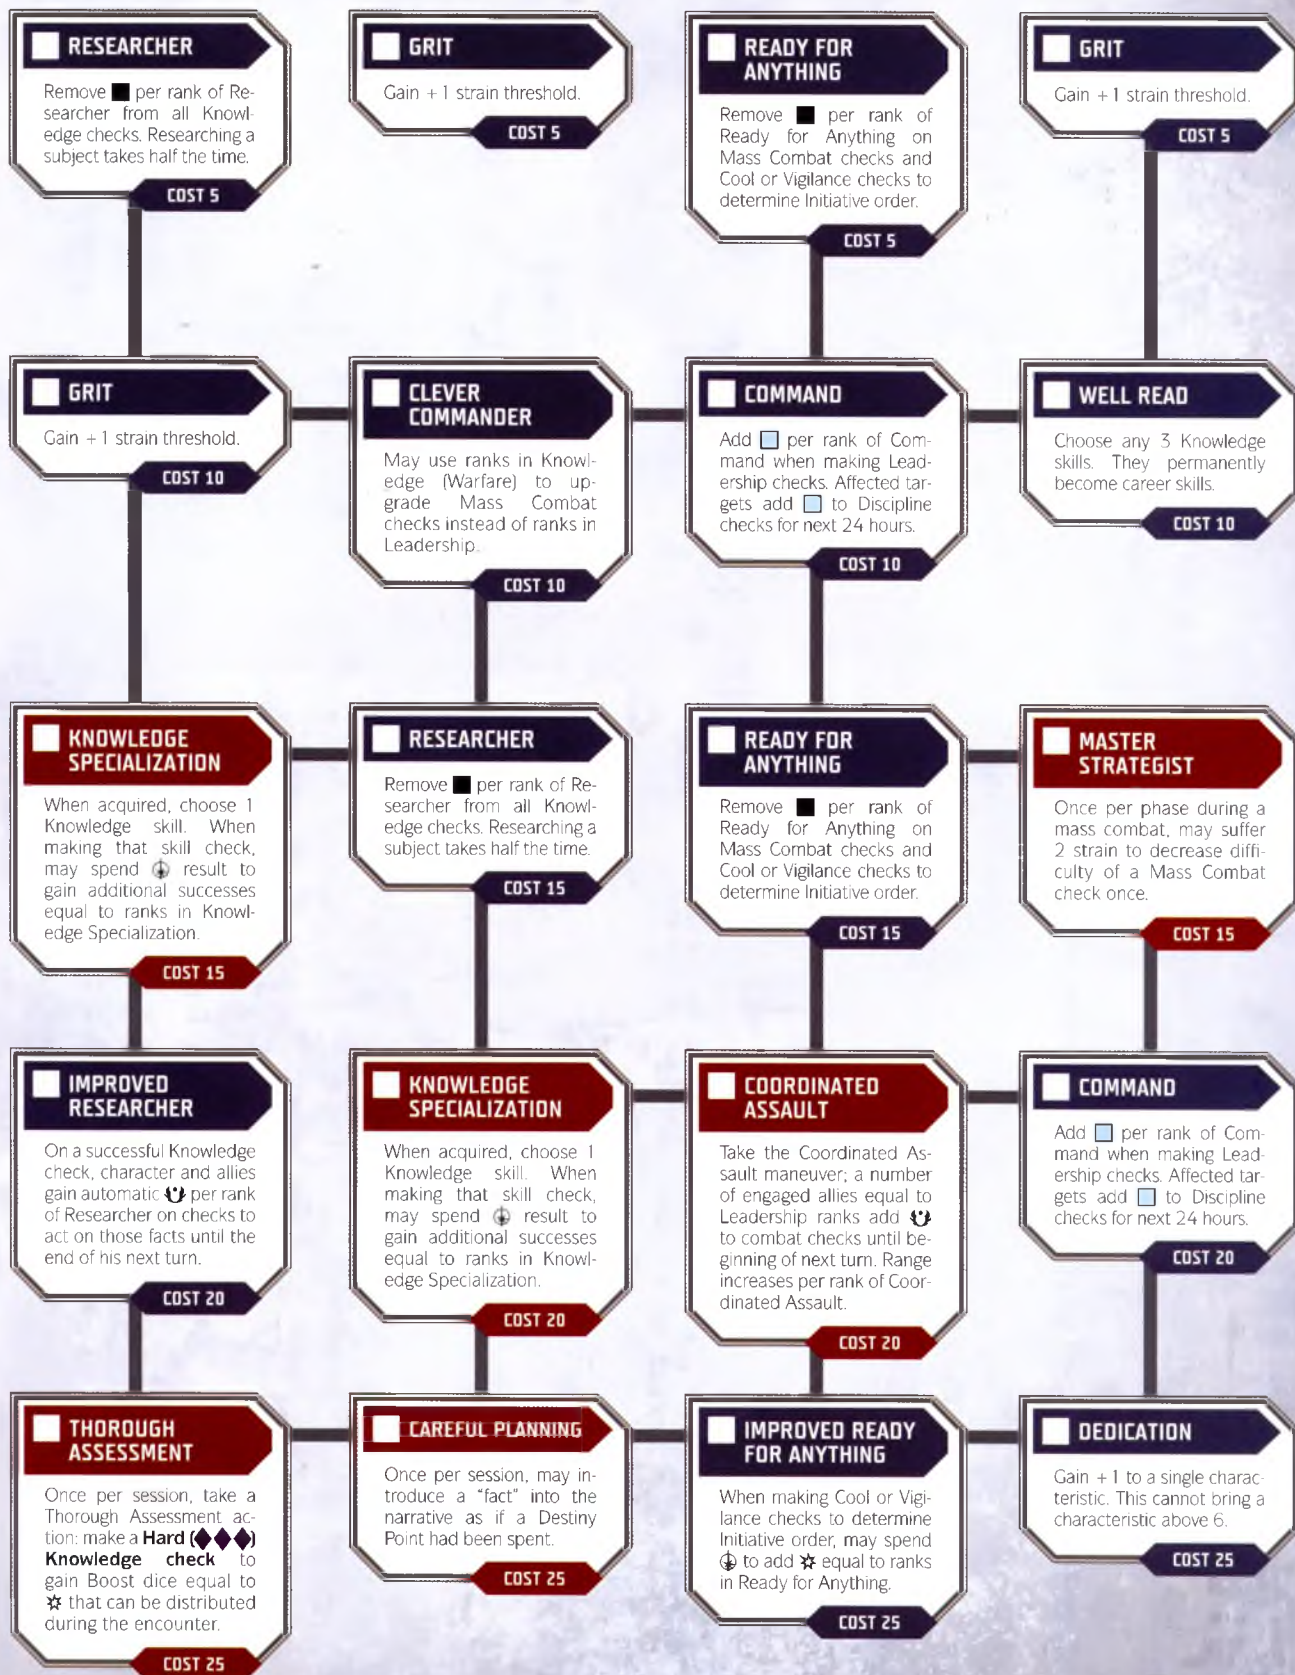 RESEARCHER
Remove per rank of Re-
searcher from all Knowl-
edge checks. Researching a
subject takes half the time.
COST 5
GRIT
Gain + 1 strain threshold.
COST 5
READY FOR
ANYTHING
Remove per rank of
Ready for Anything on
Mass Combat checks and
Cool or Vigilance checks to
determine Initiative order.
COST 5
GRIT
Gain + 1 strain threshold.
COST 5
GRIT
Gain + 1 strain threshold.
COST 10
CLEVER
COMMANDER
May use ranks in Knowl-
edge (Warfare) to up-
grade Mass Combat
checks instead of ranks in
Leadership.
COST 10
COMMAND
Add per rank of Com-
mand when making Lead-
ership checks. Affected tar-
gets add to Discipline
checks for next 24 hours.
COST 10
WELL READ
Choose any 3 Knowledge
skills. They permanently
become career skills.
COST 10
KNOWLEDGE
SPECIALIZATION
When acquired, choose 1
Knowledge skill. When
making that skill check,
may spend result to
gain additional successes
equal to ranks in Knowl-
edge Specialization.
COST 15
RESEARCHER
Remove per rank of Re-
searcher from all Knowl-
edge checks. Researching a
subject takes half the time.
COST 15
READY FOR
ANYTHING
Remove per rank of
Ready for Anything on
Mass Combat checks and
Cool or Vigilance checks to
determine Initiative order.
COST 15
MASTER
STRATEGIST
Once per phase during a
mass combat, may suffer
2 strain to decrease diffi-
culty of a Mass Combat
check once.
COST 15
IMPROVED
RESEARCHER
On a successful Knowledge
check, character and allies
gain automatic per rank
of Researcher on checks to
act on those facts until the
end of his next turn.
COST 20
KNOWLEDGE
SPECIALIZATION
When acquired, choose 1
Knowledge skill. When
making that skill check,
may spend result to
gain additional successes
equal to ranks in Knowl-
edge Specialization.
COST 20
COORDINATED
ASSAULT
Take the Coordinated As-
sault maneuver; a number
of engaged allies equal to
Leadership ranks add
to combat checks until be-
ginning of next turn. Range
increases per rank of Coor-
dinated Assault.
COST 20
COMMAND
Add per rank of Com-
mand when making Lead-
ership checks. Affected tar-
gets add to Discipline
checks for next 24 hours.
COST 20
THOROUGH
ASSESSMENT
Once per session, take a
Thorough Assessment ac-
tion: make a Hard (◆◆◆)
Knowledge check to
gain Boost dice equal to
that can be distributed
during the encounter.
COST 25
CAREFUL PLANNING
Once per session, may in-
troduce a "fact" into the
narrative as if a Destiny
Point had been spent.
COST 25
IMPROVED READY
FOR ANYTHING
When making Cool or Vigi-
lance checks to determine
Initiative order, may spend
to add equal to ranks
in Ready for Anything.
COST 25
DEDICATION
Gain + 1 to a single charac-
teristic. This cannot bring a
characteristic above 6.
COST 25